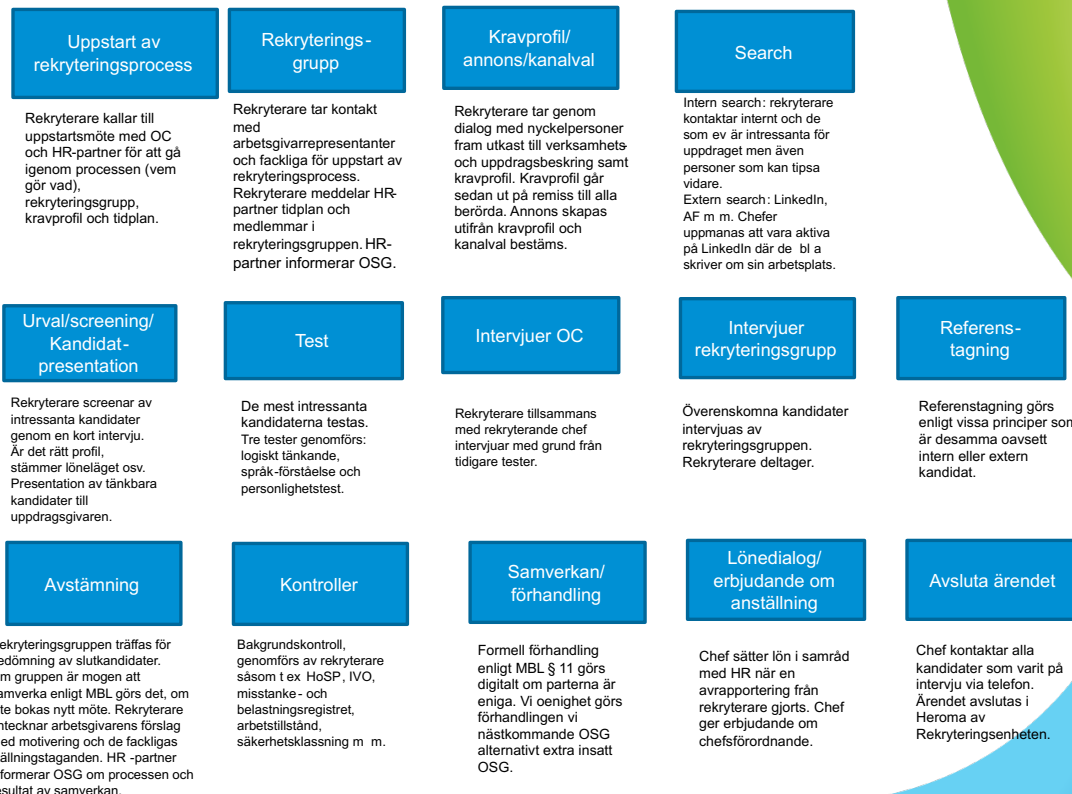 Uppstart av
rekryteringsprocess
Rekryterare kallar till
uppstartsmöte med OC
och HR-partner för att gå
igenom processen (vem
gör vad),
rekryteringsgrupp,
kravprofil och tidplan.
Rekryterings-
grupp
Rekryterare tar kontakt
med
arbetsgivarrepresentanter
och fackliga för uppstart av
rekryteringsprocess.
Rekryterare meddelar HR-
partner tidplan och
medlemmar i
rekryteringsgruppen. HR-
partner informerar OSG.
Kravprofil/
annons/kanalval
Rekryterare tar genom
dialog med nyckelpersoner
fram utkast till verksamhets-
och uppdragsbeskring samt
kravprofil. Kravprofil går
sedan ut på remiss till alla
berörda. Annons skapas
utifrån kravprofil och
kanalval bestäms.
Search
Intern search: rekryterare
kontaktar internt och de
som ev är intressanta för
uppdraget men även
personer som kan tipsa
vidare.
Extern search: LinkedIn,
AF m m. Chefer
uppmanas att vara aktiva
på LinkedIn där de bl a
skriver om sin arbetsplats.
Urval/screening/
Kandidat-
presentation
Rekryterare screenar av
intressanta kandidater
genom en kort intervju.
Är det rätt profil,
stämmer löneläget osv.
Presentation av tänkbara
kandidater till
uppdragsgivaren.
Test
De mest intressanta
kandidaterna testas.
Tre tester genomförs:
logiskt tänkande,
språk-förståelse och
personlighetstest.
Intervjuer OC
Rekryterare tillsammans
med rekryterande chef
intervjuar med grund från
tidigare tester.
Intervjuer
rekryteringsgrupp
Överenskomna kandidater
intervjuas av
rekryteringsgruppen.
Rekryterare deltager.
Referens-
tagning
Referenstagning görs
enligt vissa principer som
är desamma oavsett
intern eller extern
kandidat.
Avstämning
ekryteringsgruppen träffas för
edömning av slutkandidater.
m gruppen är mogen att
amverka enligt MBL görs det, om
te bokas nytt möte. Rekryterare
ntecknar arbetsgivarens förslag
ed motivering och de fackligas
ällningstaganden. HR -partner
formerar OSG om processen och
esultat av samverkan.
Kontroller
Bakgrundskontroll,
genomförs av rekryterare
såsom t ex HoSP, IVO,
misstanke- och
belastningsregistret,
arbetstillstånd,
säkerhetsklassning m m.
Samverkan/
förhandling
Formell förhandling
enligt MBL § 11 görs
digitalt om parterna är
eniga. Vi oenighet görs
förhandlingen vi
nästkommande OSG
alternativt extra insatt
OSG.
Lönedialog/
erbjudande om
anställning
Chef sätter lön i samråd
med HR när en
avrapportering från
rekryterare gjorts. Chef
ger erbjudande om
chefsförordnande.
Avsluta ärendet
Chef kontaktar alla
kandidater som varit på
intervju via telefon.
Ärendet avslutas i
Heroma av
Rekryteringsenheten.